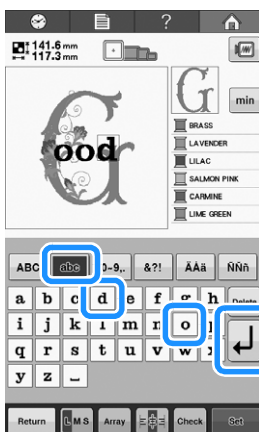 ?
141.6 mm
117.3 mm
G
G
ood
min
BRASS
LAVENDER
LILAC
SALMON PINK
CARMINE
LIME GREEN
ABC abc 0~9,. &?! ÄÀä ÑÑñ
a b c d e f g h Delete
i j k l m n o p
q r s t u v w x
y z
Return L M S Array Check Set